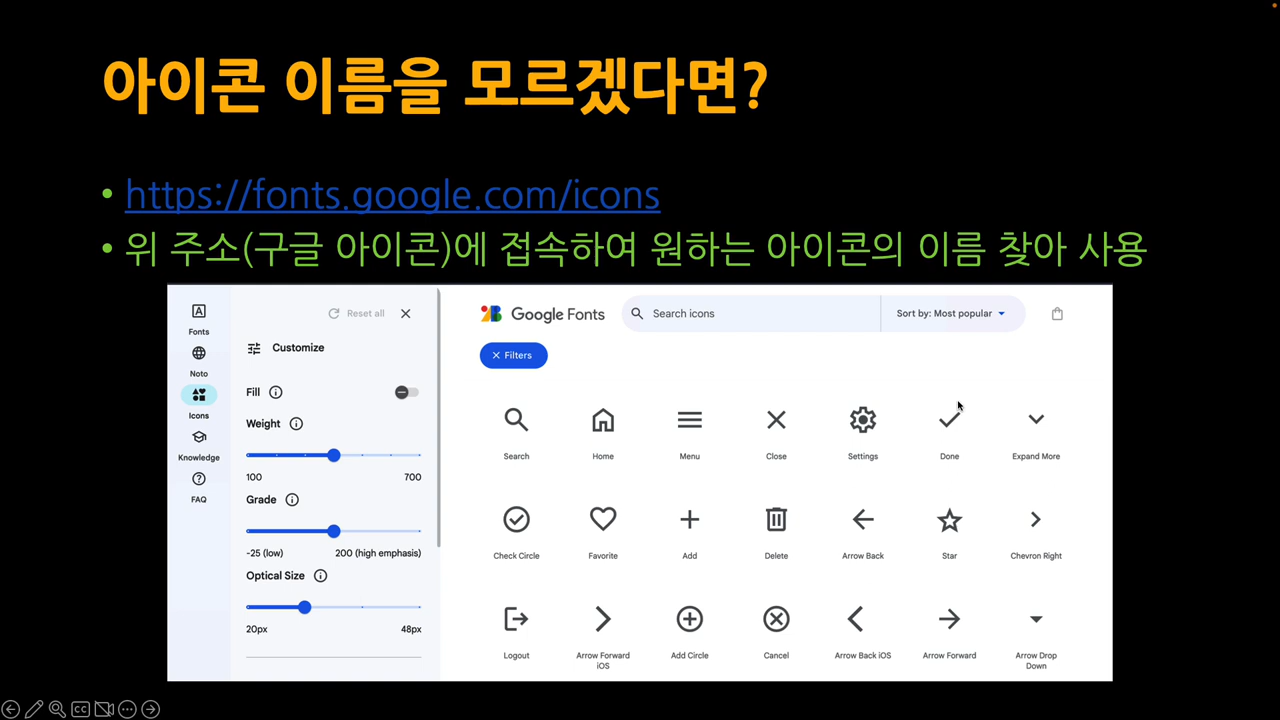 아이콘 이름을 모르겠다면?
• https://fonts.google.com/icons
• 위 주소(구글 아이콘)에 접속하여 원하는 아이콘의 이름 찾아 사용
Fonts
Noto
Icons
Knowledge
FAQ
Reset all
Customize
Fill
Weight
100 700
Grade
-25 (low) 200 (high emphasis)
Optical Size
20px 48px
Google Fonts
Search icons
Sort by: Most popular
Filters
Search Home Menu Close Settings Done Expand More
Check Circle Favorite Add Delete Arrow Back Star Chevron Right
Logout Arrow Forward iOS Add Circle Cancel Arrow Back iOS Arrow Forward Arrow Drop Down
CC